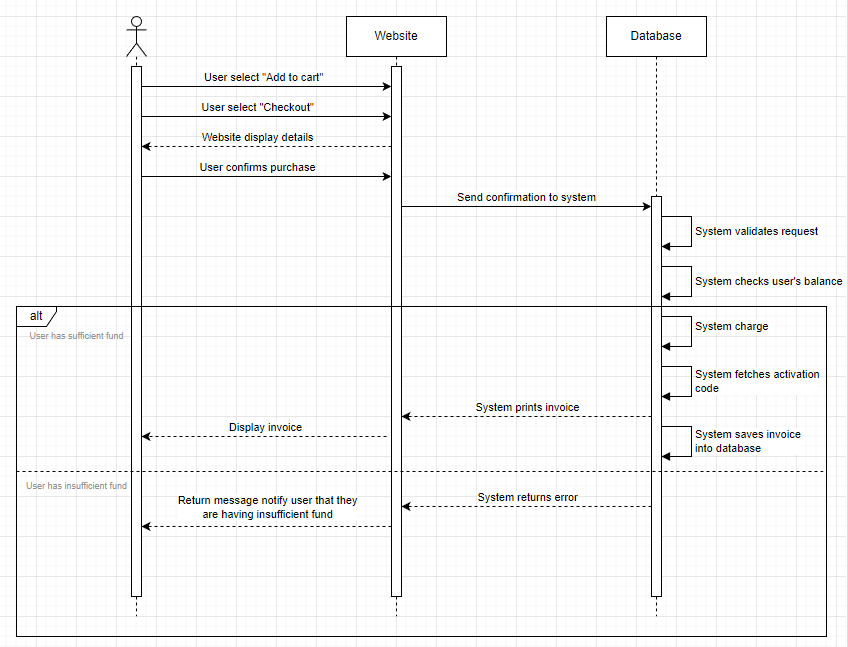 Website
Database
User select "Add to cart"
User select "Checkout"
Website display details
User confirms purchase
Send confirmation to system
System validates request
System checks user's balance
alt
User has sufficient fund
System charge
System fetches activation
code
System prints invoice
Display invoice
System saves invoice
into database
User has insufficient fund
System returns error
Return message notify user that they
are having insufficient fund